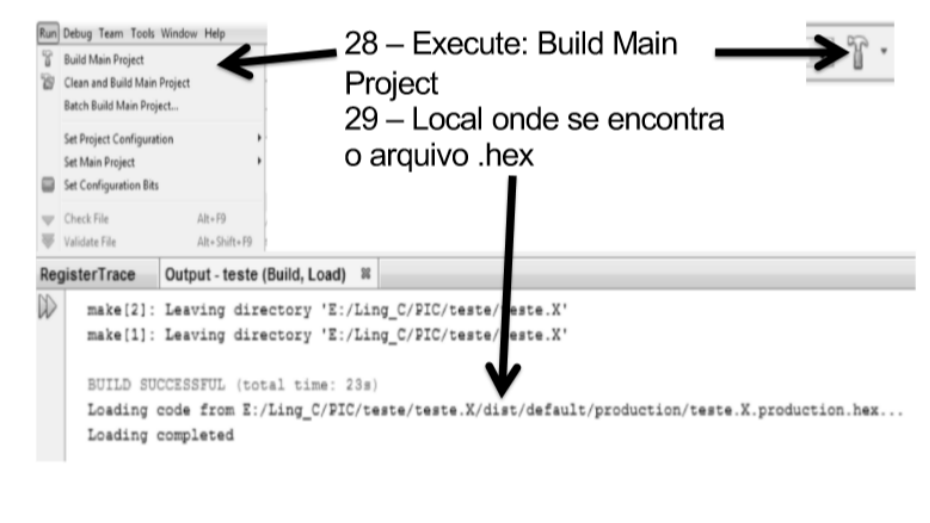 Run Debug Team Tools Window Help
Build Main Project
Clean and Build Main Project
Batch Build Main Project...
Set Project Configuration
Set Main Project
Set Configuration Bits
Check File Alt+F9
Validate File Alt+Shift+F9
28 – Execute: Build Main
Project
29 – Local onde se encontra
o arquivo .hex
RegisterTrace Output - teste (Build, Load)
make[2]: Leaving directory 'E:/Ling_C/PIC/teste/teste.X'
make[1]: Leaving directory 'E:/Ling_C/PIC/teste/teste.X'
BUILD SUCCESSFUL (total time: 23s)
Loading code from E:/Ling_C/PIC/teste/teste.X/dist/default/production/teste.X.production.hex...
Loading completed